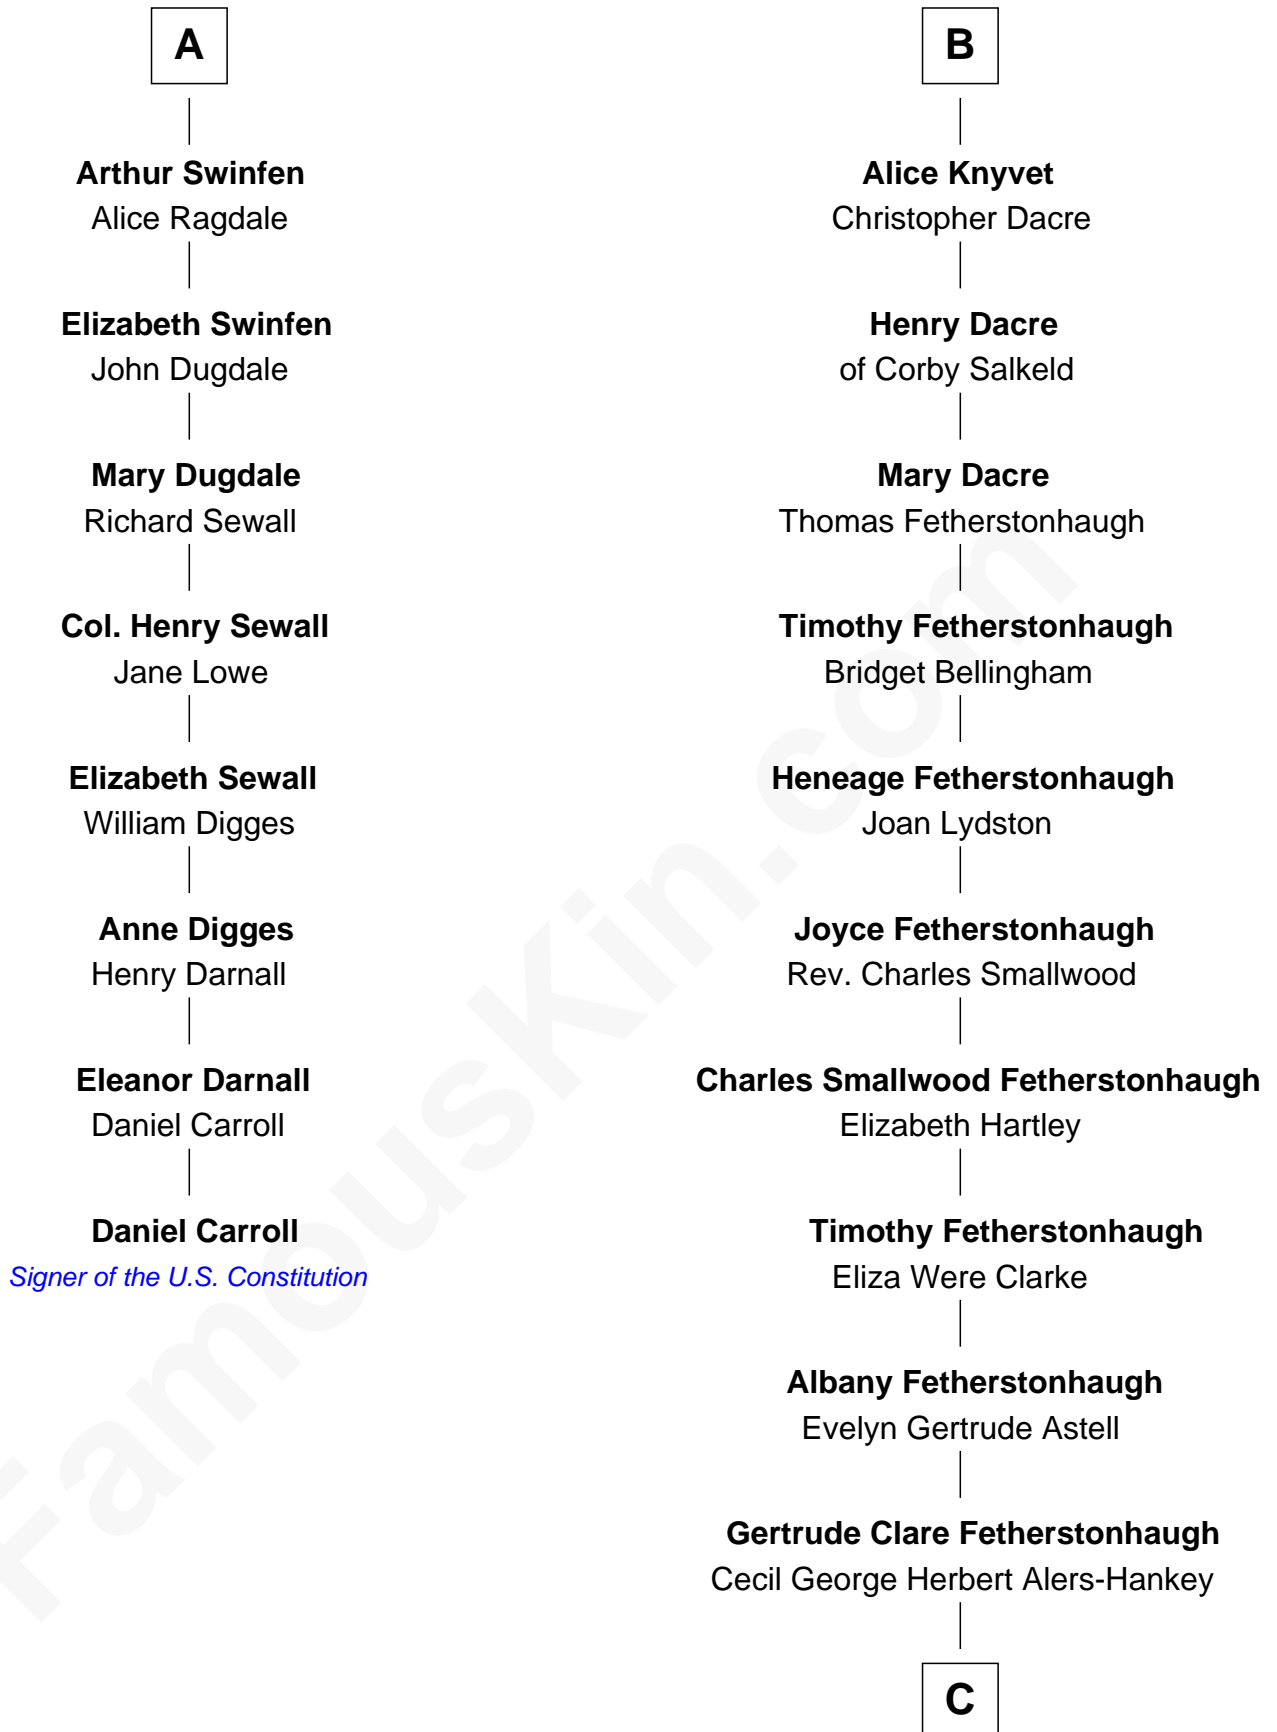 A
Arthur Swinfen
Alice Ragdale
Elizabeth Swinfen
John Dugdale
Mary Dugdale
Richard Sewall
Col. Henry Sewall
Jane Lowe
Elizabeth Sewall
William Digges
Anne Digges
Henry Darnall
Eleanor Darnall
Daniel Carroll
Daniel Carroll
Signer of the U.S. Constitution
B
Alice Knyvet
Christopher Dacre
Henry Dacre
of Corby Salkeld
Mary Dacre
Thomas Fetherstonhaugh
Timothy Fetherstonhaugh
Bridget Bellingham
Heneage Fetherstonhaugh
Joan Lydston
Joyce Fetherstonhaugh
Rev. Charles Smallwood
Charles Smallwood Fetherstonhaugh
Elizabeth Hartley
Timothy Fetherstonhaugh
Eliza Were Clarke
Albany Fetherstonhaugh
Evelyn Gertrude Astell
Gertrude Clare Fetherstonhaugh
Cecil George Herbert Alers-Hankey
C
FamousKin.com